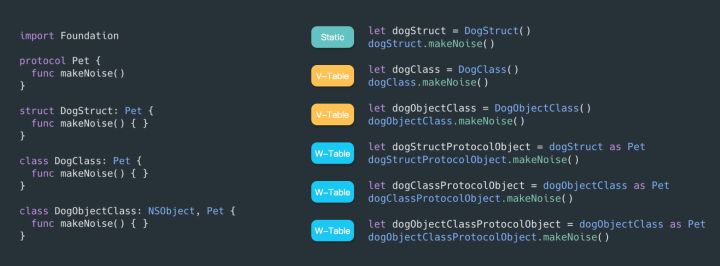 import Foundation
protocol Pet {
func makeNoise()
}
struct DogStruct: Pet {
func makeNoise() { }
}
class DogClass: Pet {
func makeNoise() { }
}
class DogObjectClass: NSObject, Pet {
func makeNoise() { }
}
Static
let dogStruct = DogStruct()
dogStruct.makeNoise()
V-Table
let dogClass = DogClass()
dogClass.makeNoise()
V-Table
let dogObjectClass = DogObjectClass()
dogObjectClass.makeNoise()
W-Table
let dogStructProtocolObject = dogStruct as Pet
dogStructProtocolObject.makeNoise()
W-Table
let dogClassProtocolObject = dogObjectClass as Pet
dogClassProtocolObject.makeNoise()
W-Table
let dogObjectClassProtocolObject = dogObjectClass as Pet
dogObjectClassProtocolObject.makeNoise()